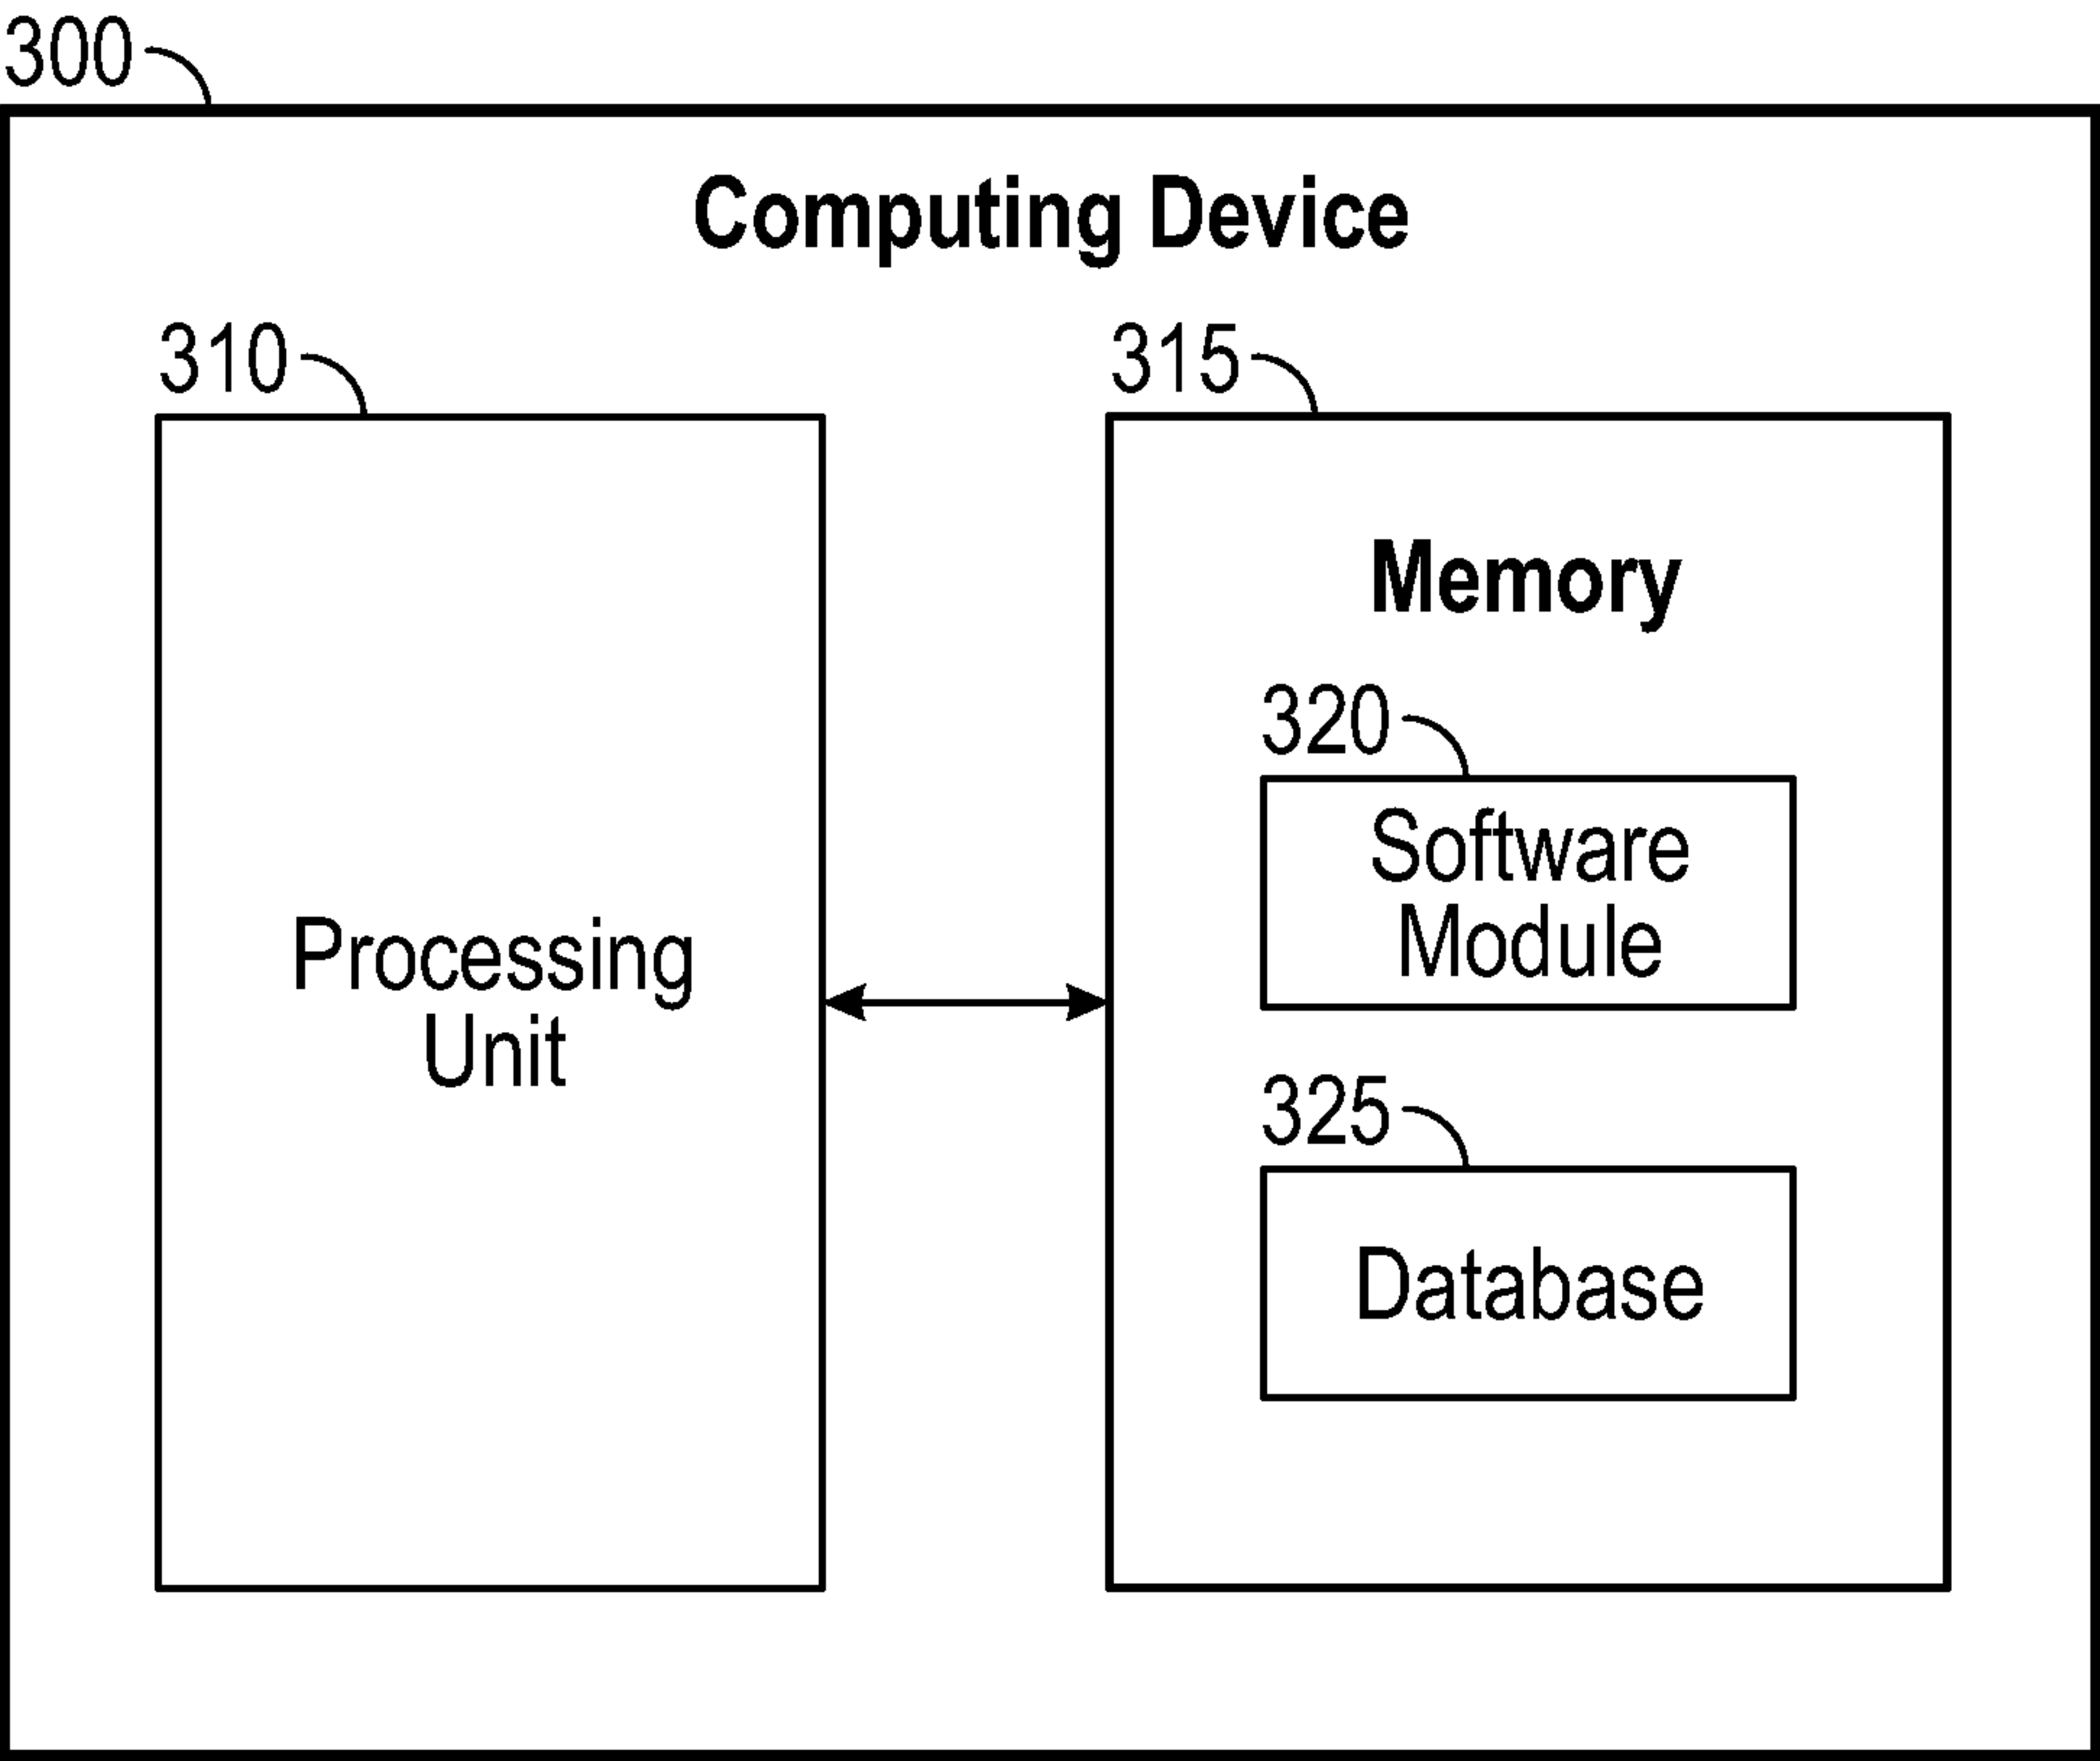 300
Computing Device
310
315
Memory
320
Software
Module
Processing
Unit
325
Database